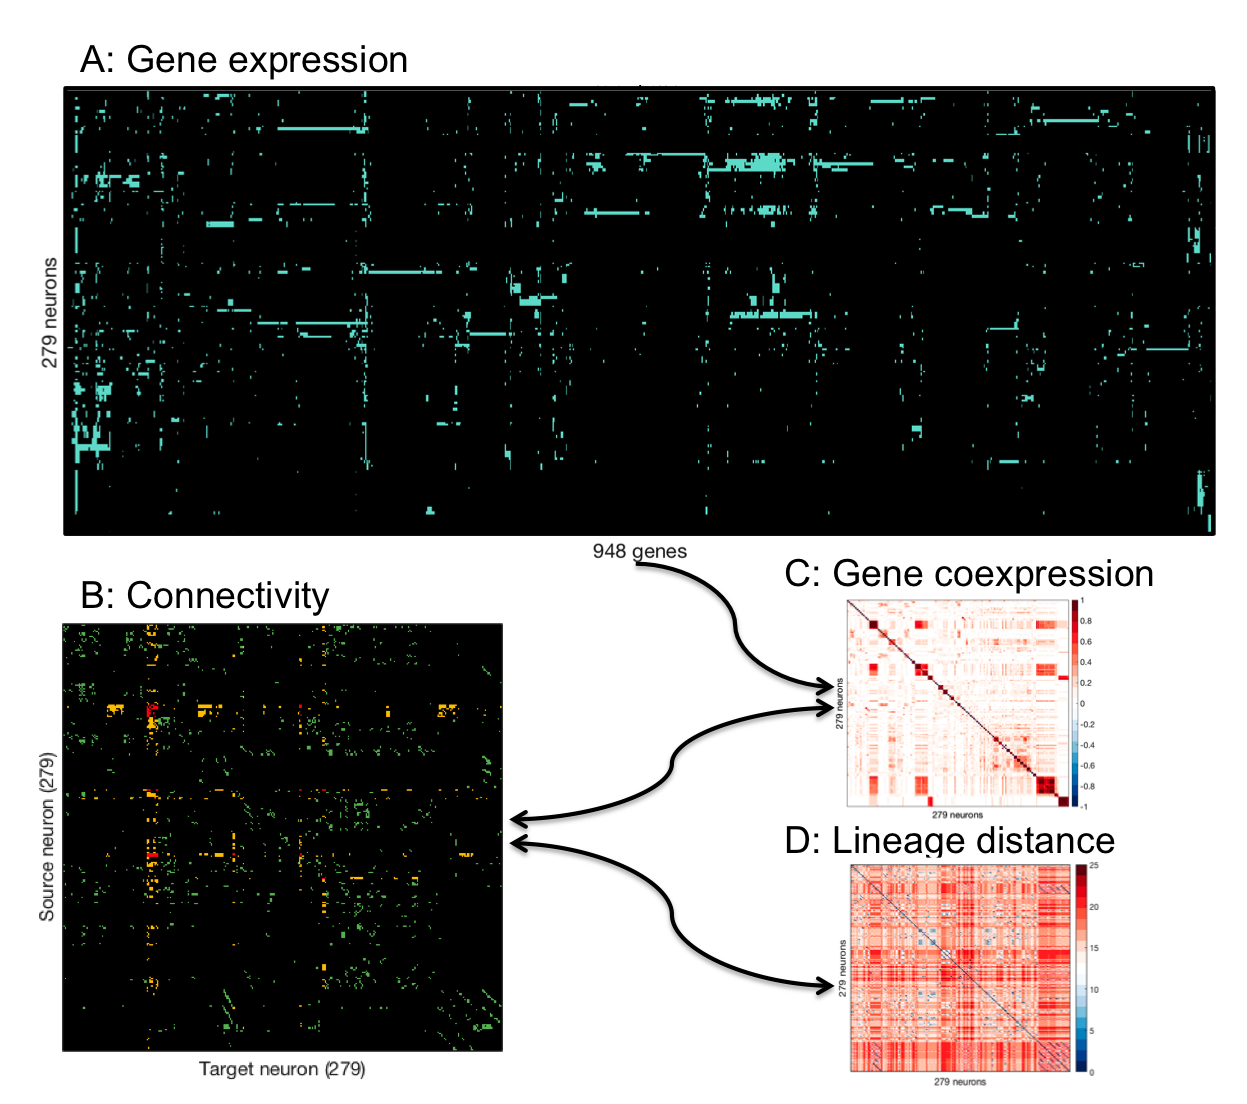 A: Gene expression
279 neurons
948 genes
B: Connectivity
Source neuron (279)
Target neuron (279)
C: Gene coexpression
279 neurons
1
0.8
0.6
0.4
0.2
0
-0.2
-0.4
-0.6
-0.8
-1
279 neurons
D: Lineage distance
279 neurons
25
20
15
10
5
0
279 neurons